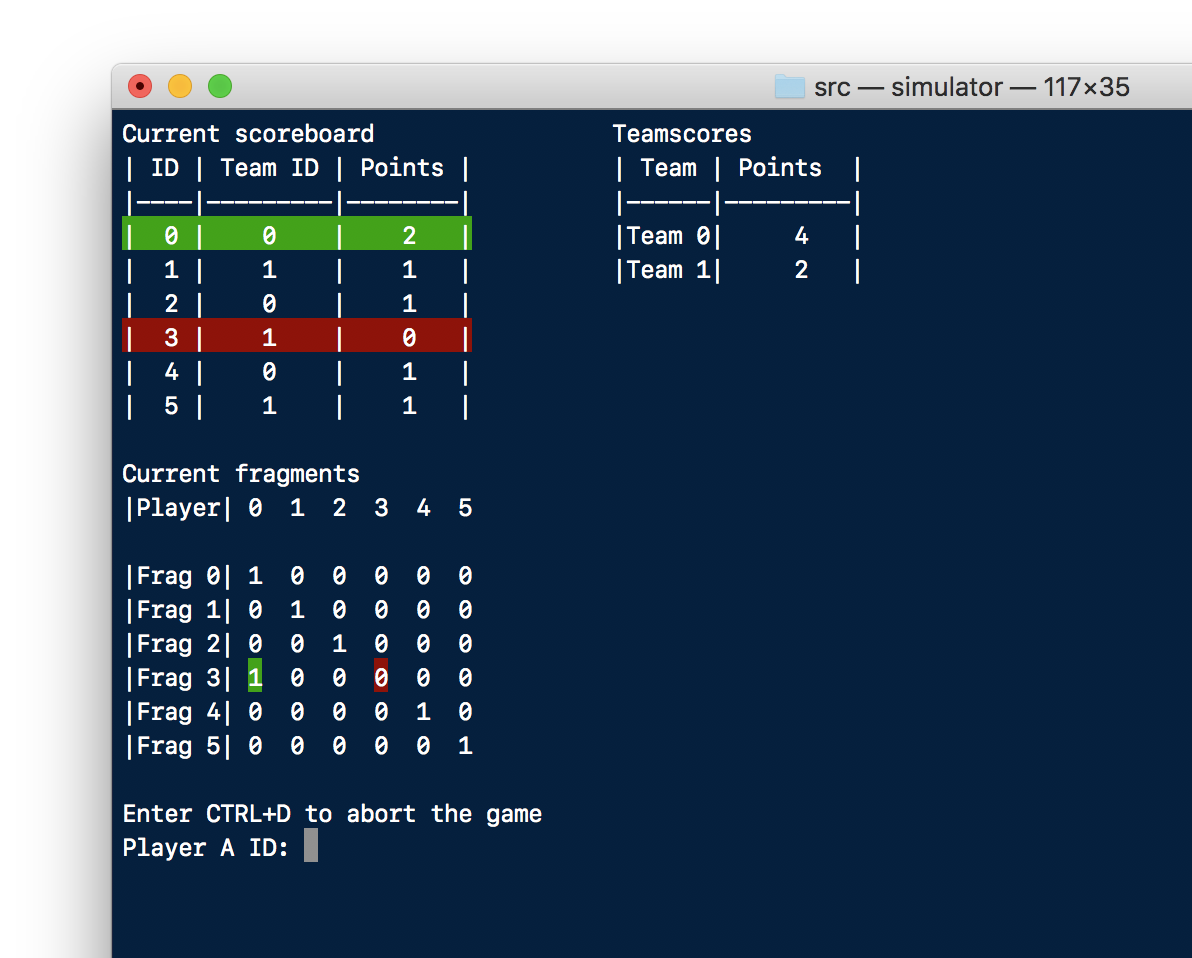 src — simulator — 117×35
Current scoreboard                 Teamscores
| ID | Team ID | Points |          | Team | Points  |
|————|—————————|————————|          |——————|—————————|
|  0 |    0    |    2   |          |Team 0|     4   |
|  1 |    1    |    1   |          |Team 1|     2   |
|  2 |    0    |    1   |
|  3 |    1    |    0   |
|  4 |    0    |    1   |
|  5 |    1    |    1   |
Current fragments
|Player| 0  1  2  3  4  5
|Frag 0| 1  0  0  0  0  0
|Frag 1| 0  1  0  0  0  0
|Frag 2| 0  0  1  0  0  0
|Frag 3| 1  0  0  0  0  0
|Frag 4| 0  0  0  0  1  0
|Frag 5| 0  0  0  0  0  1
Enter CTRL+D to abort the game
Player A ID: